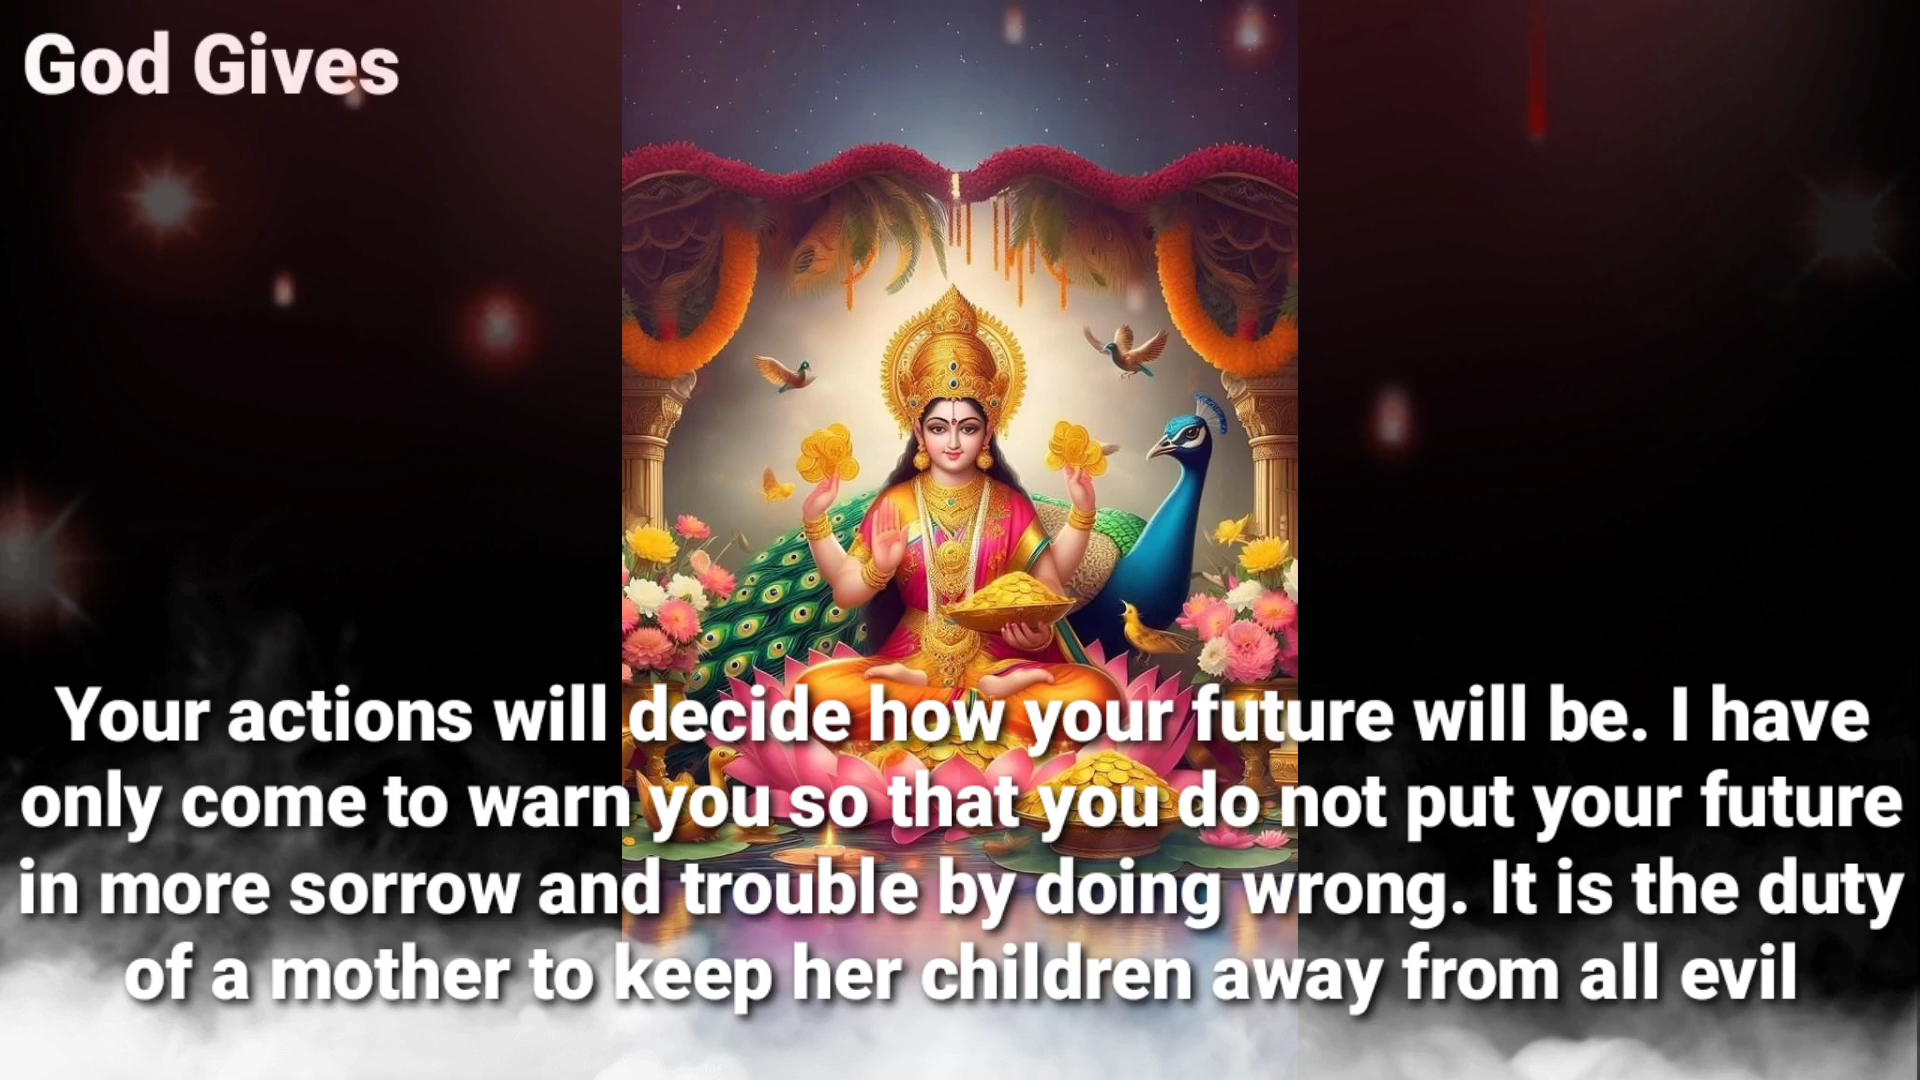 God Gives
Your actions will decide how your future will be. I have
only come to warn you so that you do not put your future
in more sorrow and trouble by doing wrong. It is the duty
of a mother to keep her children away from all evil